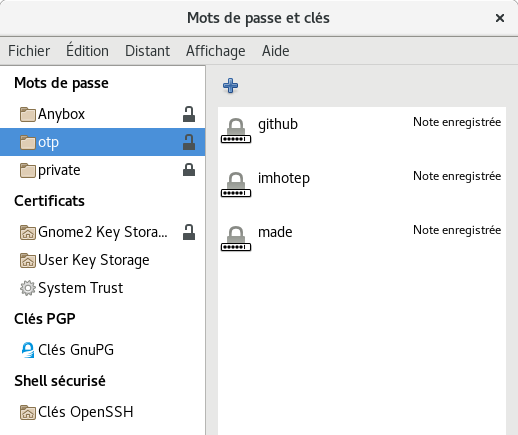 Mots de passe et clés
Fichier Édition Distant Affichage Aide
Mots de passe
Anybox
otp
private
Certificats
Gnome2 Key Stora...
User Key Storage
System Trust
Clés PGP
Clés GnuPG
Shell sécurisé
Clés OpenSSH
github Note enregistrée
imhotep Note enregistrée
made Note enregistrée